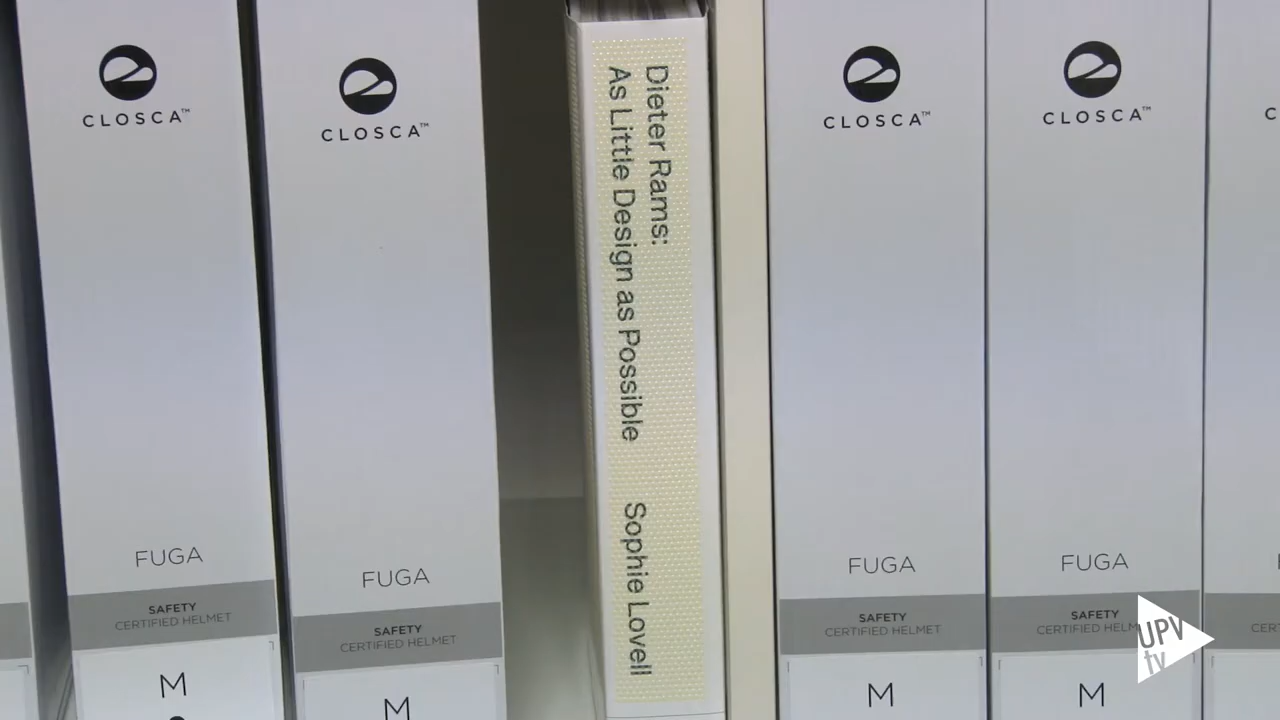 CLOSCA™
FUGA
SAFETY
CERTIFIED HELMET
M
CLOSCA™
FUGA
SAFETY
CERTIFIED HELMET
M
Dieter Rams:
As Little Design as Possible
Sophie Lovell
CLOSCA™
FUGA
SAFETY
CERTIFIED HELMET
M
CLOSCA™
FUGA
SAFETY
CERTIFIED HELMET
M
UPV
tv